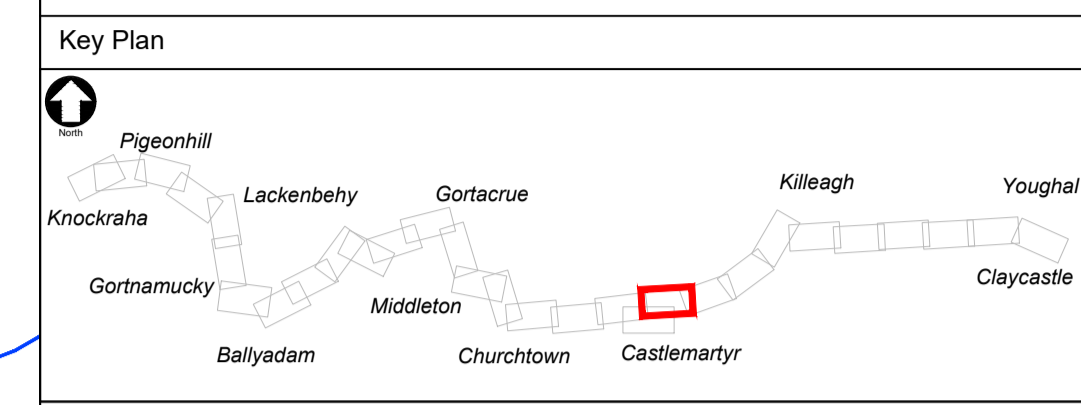 Key Plan
North
Pigeonhill
Killeagh
Youghal
Lackenbehy
Gortacrue
Knockraha
Claycastle
Gortnamucky
Middleton
Ballyadam
Churchtown
Castlemartyr